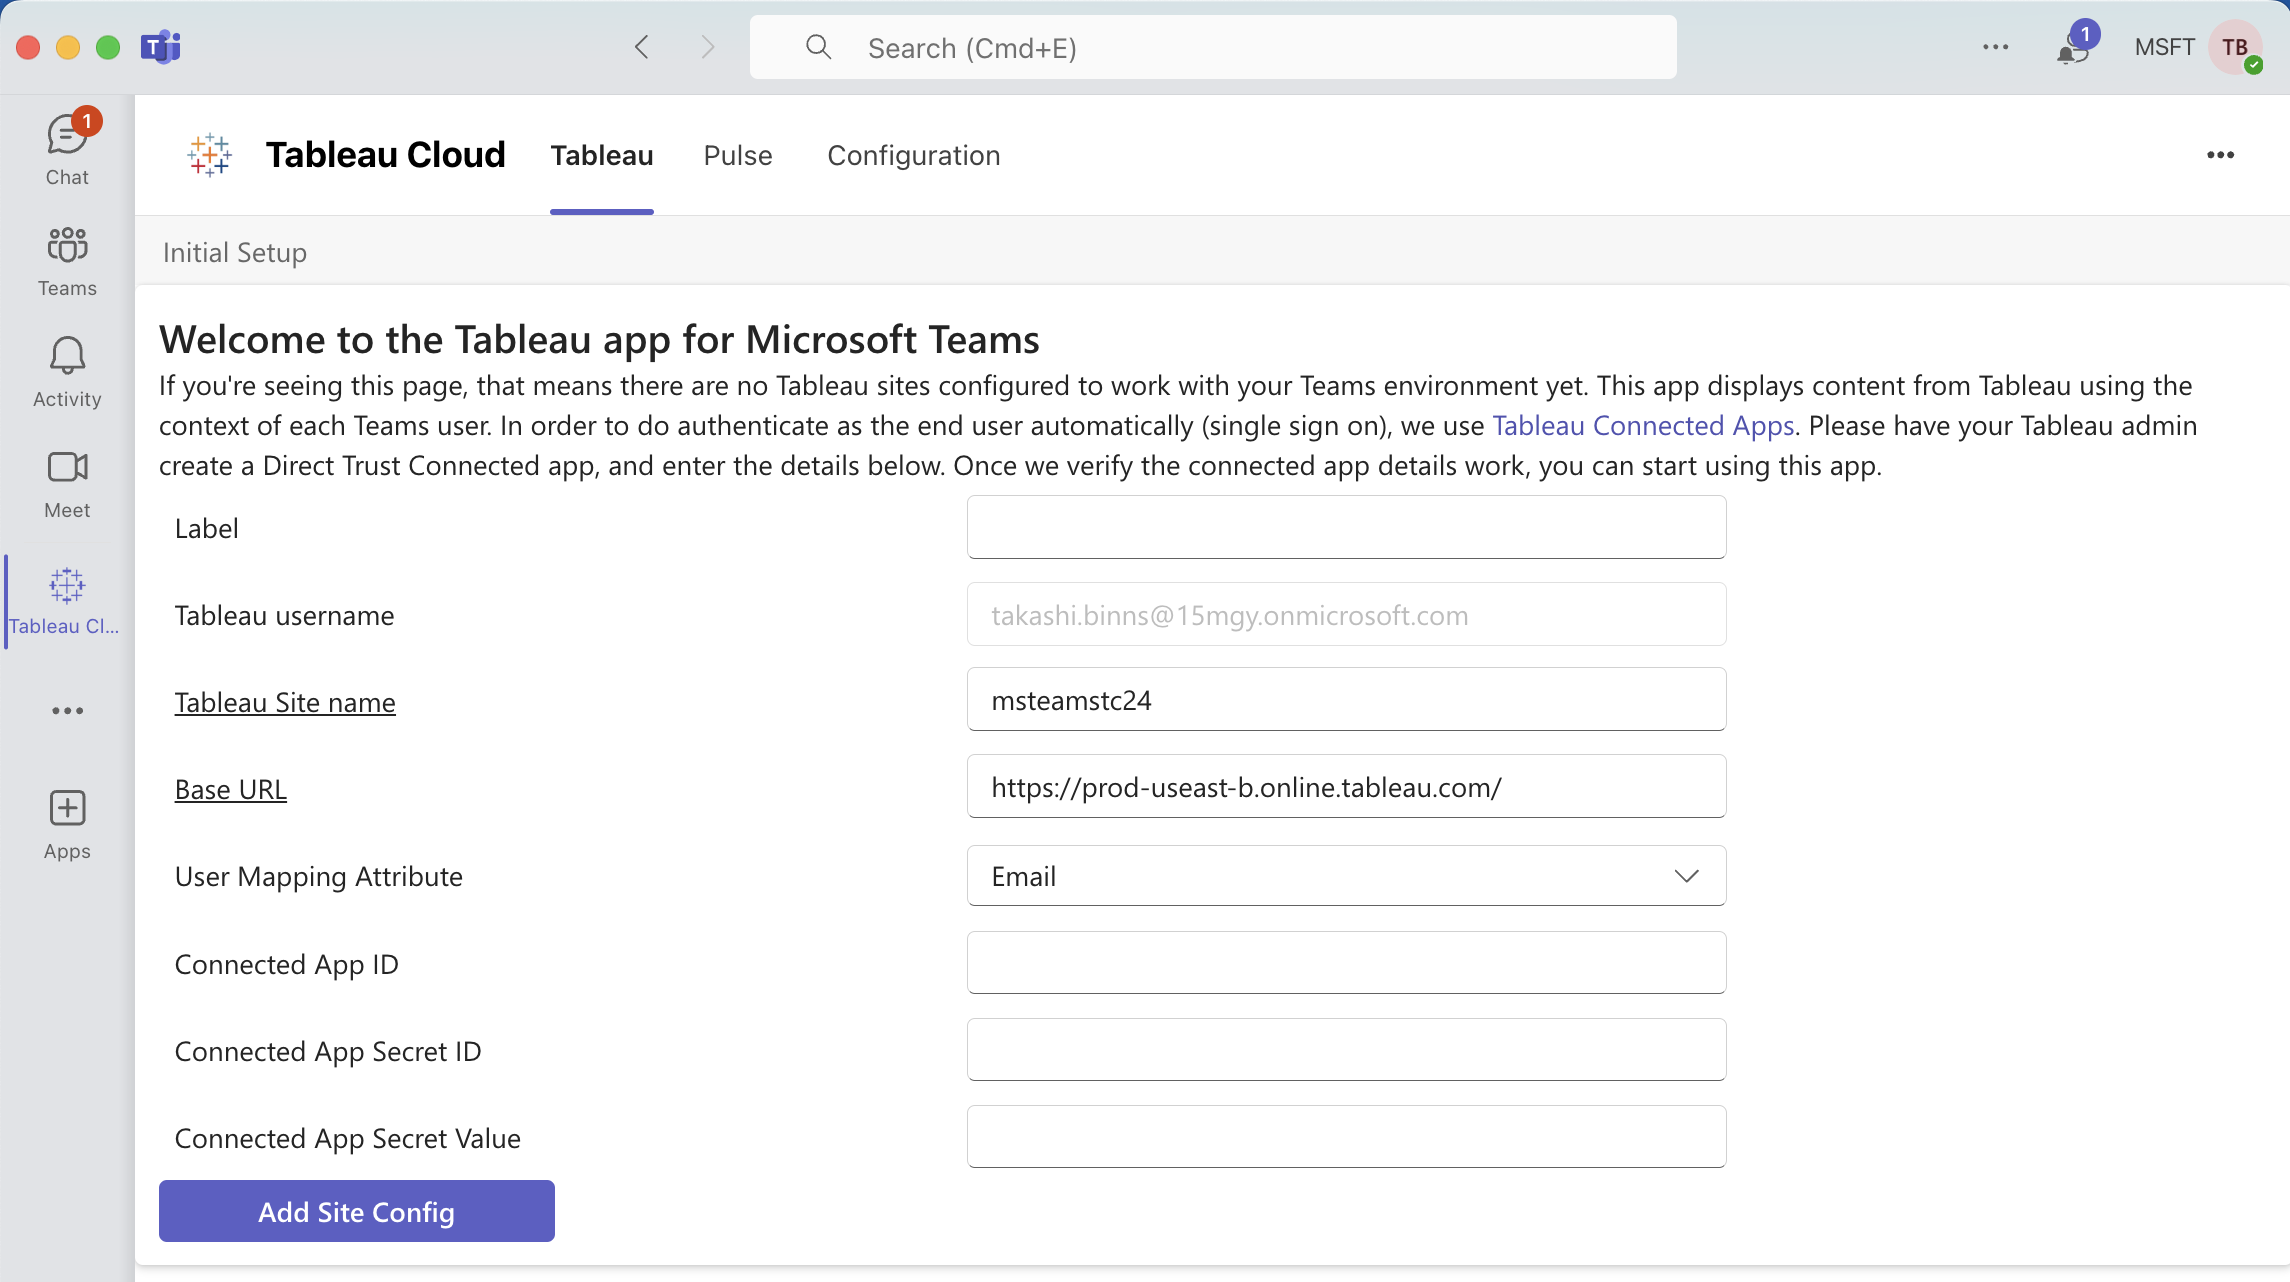 Search (Cmd+E)
1
MSFT
TB
1
Chat
Teams
Activity
Meet
Tableau Cl...
Apps
Tableau Cloud
Tableau
Pulse
Configuration
Initial Setup
Welcome to the Tableau app for Microsoft Teams
If you're seeing this page, that means there are no Tableau sites configured to work with your Teams environment yet. This app displays content from Tableau using the
context of each Teams user. In order to do authenticate as the end user automatically (single sign on), we use Tableau Connected Apps. Please have your Tableau admin
create a Direct Trust Connected app, and enter the details below. Once we verify the connected app details work, you can start using this app.
Label
Tableau username
takashi.binns@15mgy.onmicrosoft.com
Tableau Site name
msteamstc24
Base URL
https://prod-useast-b.online.tableau.com/
User Mapping Attribute
Email
Connected App ID
Connected App Secret ID
Connected App Secret Value
Add Site Config